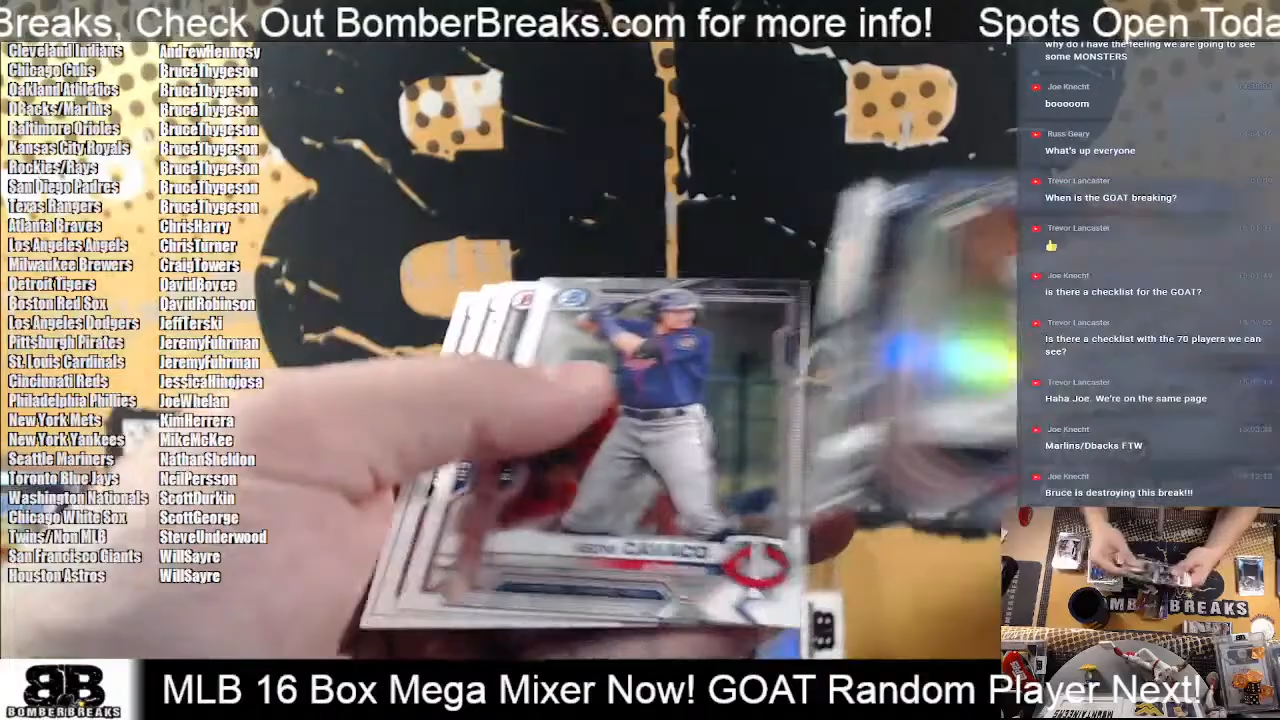 Breaks, Check Out BomberBreaks.com for more info! Spots Open Toda
Cleveland Indians AndrewHennosy
Chicago Cubs BruceThygeson
Oakland Athletics BruceThygeson
DBacks/Marlins BruceThygeson
Baltimore Orioles BruceThygeson
Kansas City Royals BruceThygeson
Rockies/Rays BruceThygeson
San Diego Padres BruceThygeson
Texas Rangers BruceThygeson
Atlanta Braves ChrisHarry
Los Angeles Angels ChrisTurner
Milwaukee Brewers CraigTowers
Detroit Tigers DavidBovee
Boston Red Sox DavidRobinson
Los Angeles Dodgers JeffTerski
Pittsburgh Pirates JeremyFuhrman
St. Louis Cardinals JeremyFuhrman
Cincinnati Reds JessicaHinojosa
Philadelphia Phillies JoeWhelan
New York Mets KimHerrera
New York Yankees MikeMcKee
Seattle Mariners NathanSheldon
Toronto Blue Jays NeilPersson
Washington Nationals ScottDurkin
Chicago White Sox ScottGeorge
Twins/Non MLB SteveUnderwood
San Francisco Giants WillSayre
Houston Astros WillSayre
why do i have the feeling we are going to see
some MONSTERS
Joe Knecht
booooom
Russ Geary
What's up everyone
Trevor Lancaster
When is the GOAT breaking?
Trevor Lancaster
👍
Joe Knecht
is there a checklist for the GOAT?
Trevor Lancaster
Is there a checklist with the 70 players we can
see?
Trevor Lancaster
Haha Joe. We're on the same page
Joe Knecht
Marlins/Dbacks FTW
Joe Knecht
Bruce is destroying this break!!!
BREAKS
BB
BOMBERBREAKS
MLB 16 Box Mega Mixer Now! GOAT Random Player Next!